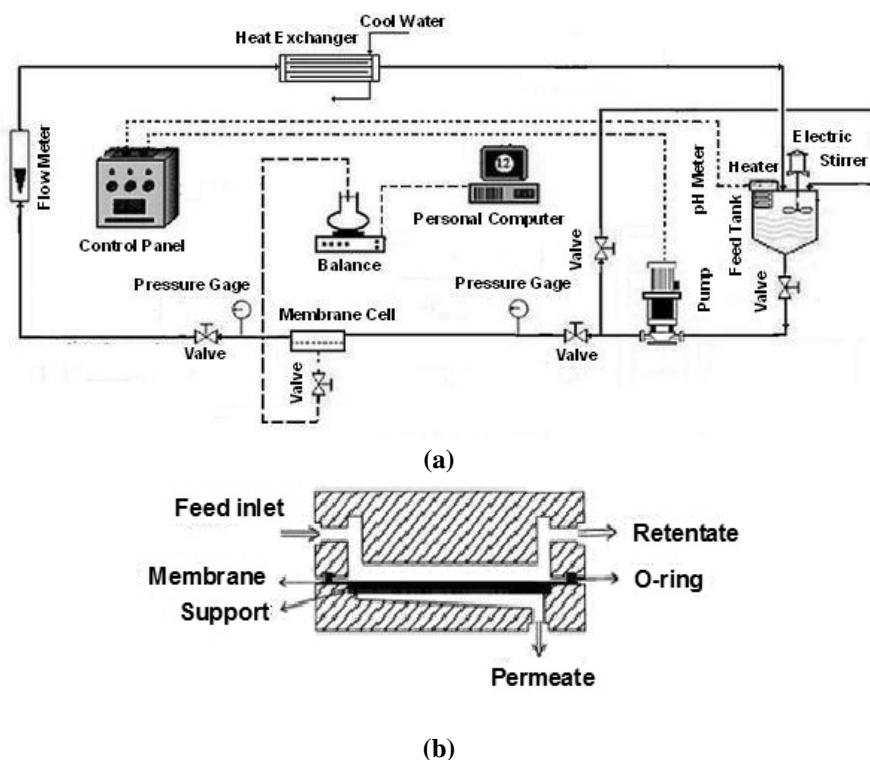 Cool Water
Heat Exchanger
Flow Meter
Control Panel
12
Personal Computer
Balance
pH Meter
Heater
Electric
Stirrer
Feed Tank
Valve
Valve
Pump
Pressure Gage
Pressure Gage
Membrane Cell
Valve
Valve
Valve
(a)
Feed inlet
Retentate
Membrane
O-ring
Support
Permeate
(b)